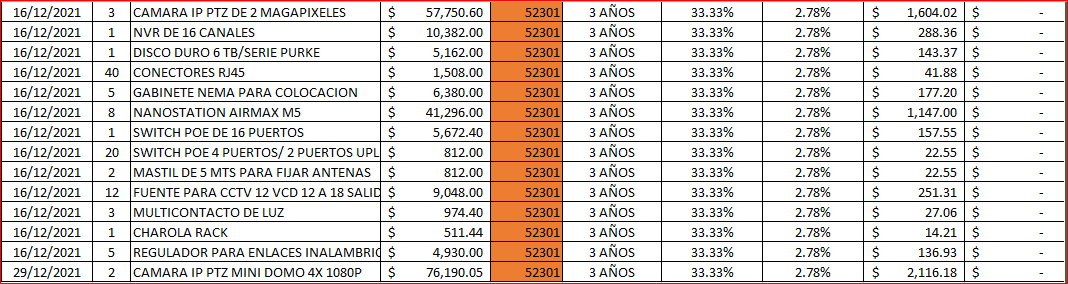 16/12/2021 3 CAMARA IP PTZ DE 2 MAGAPIXELES $ 57,750.60 52301 3 AÑOS 33.33% 2.78% $ 1,604.02 $ -
16/12/2021 1 NVR DE 16 CANALES $ 10,382.00 52301 3 AÑOS 33.33% 2.78% $ 288.36 $ -
16/12/2021 1 DISCO DURO 6 TB/SERIE PURKE $ 5,162.00 52301 3 AÑOS 33.33% 2.78% $ 143.37 $ -
16/12/2021 40 CONECTORES RJ45 $ 1,508.00 52301 3 AÑOS 33.33% 2.78% $ 41.88 $ -
16/12/2021 5 GABINETE NEMA PARA COLOCACION $ 6,380.00 52301 3 AÑOS 33.33% 2.78% $ 177.20 $ -
16/12/2021 8 NANOSTATION AIRMAX M5 $ 41,296.00 52301 3 AÑOS 33.33% 2.78% $ 1,147.00 $ -
16/12/2021 1 SWITCH POE DE 16 PUERTOS $ 5,672.40 52301 3 AÑOS 33.33% 2.78% $ 157.55 $ -
16/12/2021 20 SWITCH POE 4 PUERTOS/ 2 PUERTOS UPL $ 812.00 52301 3 AÑOS 33.33% 2.78% $ 22.55 $ -
16/12/2021 2 MASTIL DE 5 MTS PARA FIJAR ANTENAS $ 812.00 52301 3 AÑOS 33.33% 2.78% $ 22.55 $ -
16/12/2021 12 FUENTE PARA CCTV 12 VCD 12 A 18 SALID $ 9,048.00 52301 3 AÑOS 33.33% 2.78% $ 251.31 $ -
16/12/2021 3 MULTICONTACTO DE LUZ $ 974.40 52301 3 AÑOS 33.33% 2.78% $ 27.06 $ -
16/12/2021 1 CHAROLA RACK $ 511.44 52301 3 AÑOS 33.33% 2.78% $ 14.21 $ -
16/12/2021 5 REGULADOR PARA ENLACES INALAMBRIC $ 4,930.00 52301 3 AÑOS 33.33% 2.78% $ 136.93 $ -
29/12/2021 2 CAMARA IP PTZ MINI DOMO 4X 1080P $ 76,190.05 52301 3 AÑOS 33.33% 2.78% $ 2,116.18 $ -